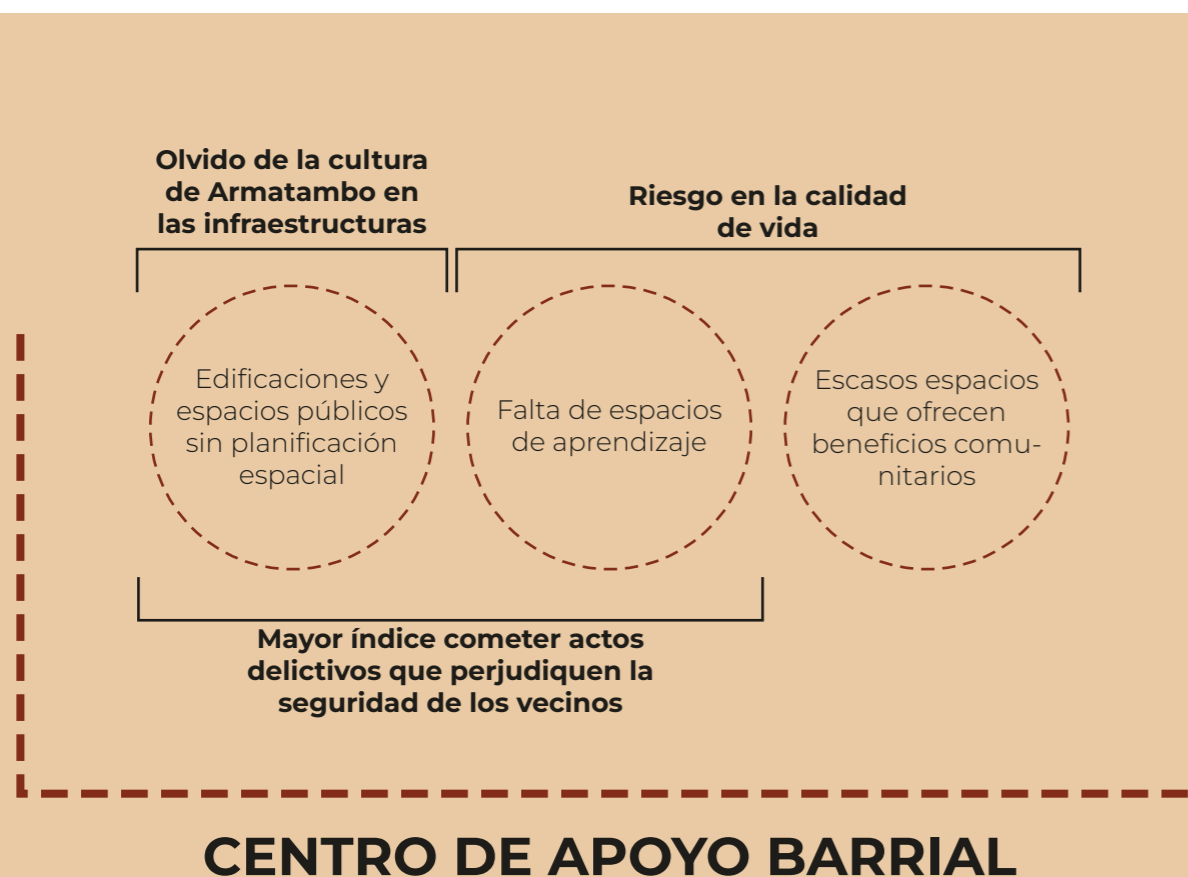 Olvido de la cultura
de Armatambo en
las infraestructuras
Riesgo en la calidad
de vida
Edificaciones y
espacios públicos
sin planificación
espacial
Falta de espacios
de aprendizaje
Escasos espacios
que ofrecen
beneficios comu-
nitarios
Mayor índice cometer actos
delictivos que perjudiquen la
seguridad de los vecinos
CENTRO DE APOYO BARRIAL